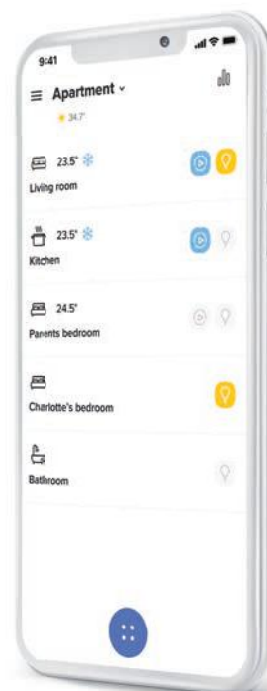 9:41
Apartment
34.7°
23.5°
Living room
23.5°
Kitchen
24.5°
Parents bedroom
Charlotte's bedroom
Bathroom